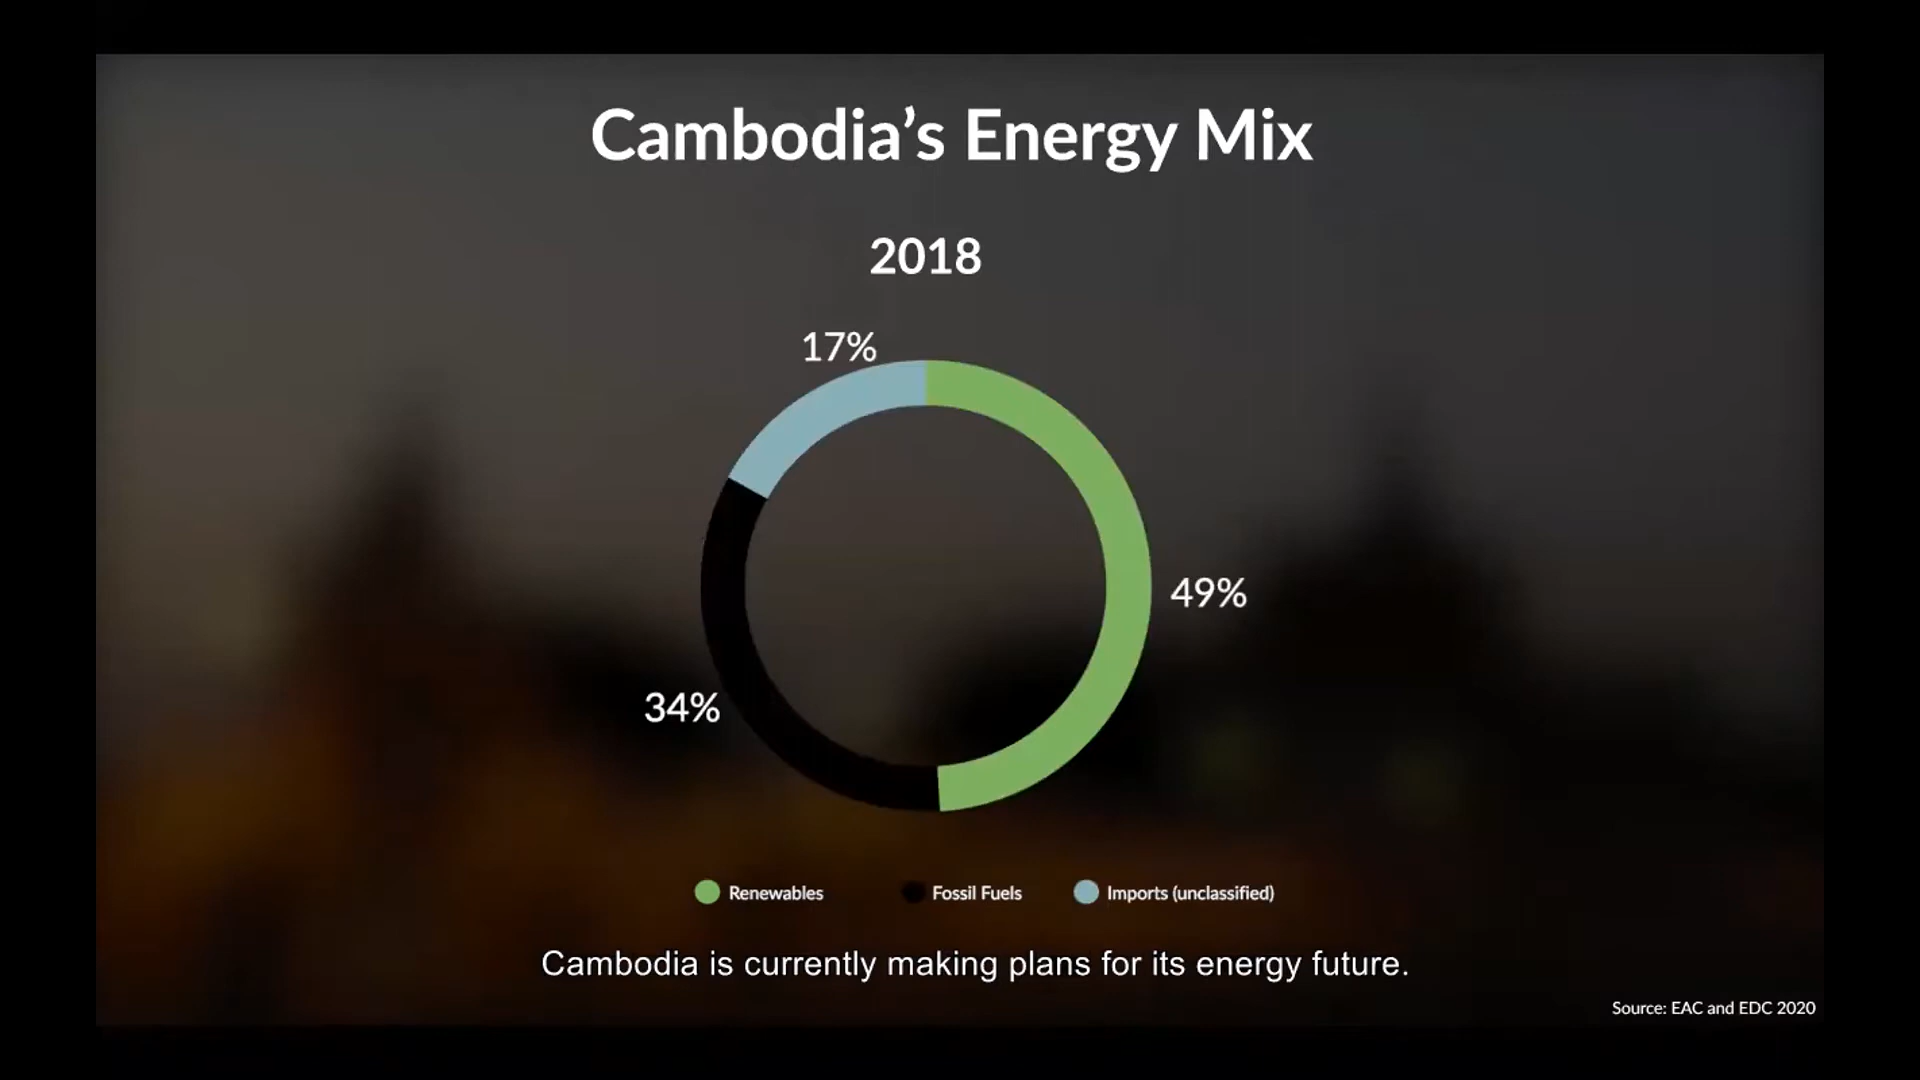 Cambodia’s Energy Mix
2018
17%
49%
34%
Renewables
Fossil Fuels
Imports (unclassified)
Cambodia is currently making plans for its energy future.
Source: EAC and EDC 2020